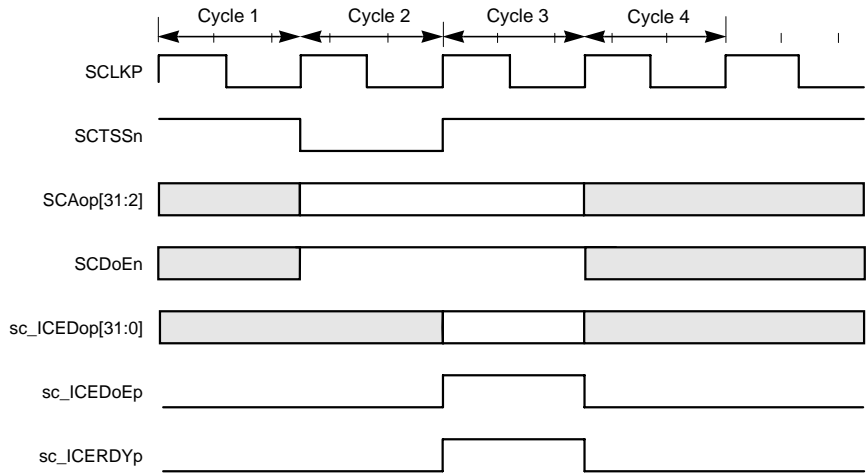 Cycle 1 Cycle 2 Cycle 3 Cycle 4
SCLKP
SCTSSn
SCAop[31:2]
SCDoEn
sc_ICEDop[31:0]
sc_ICEDoEp
sc_ICERDYp